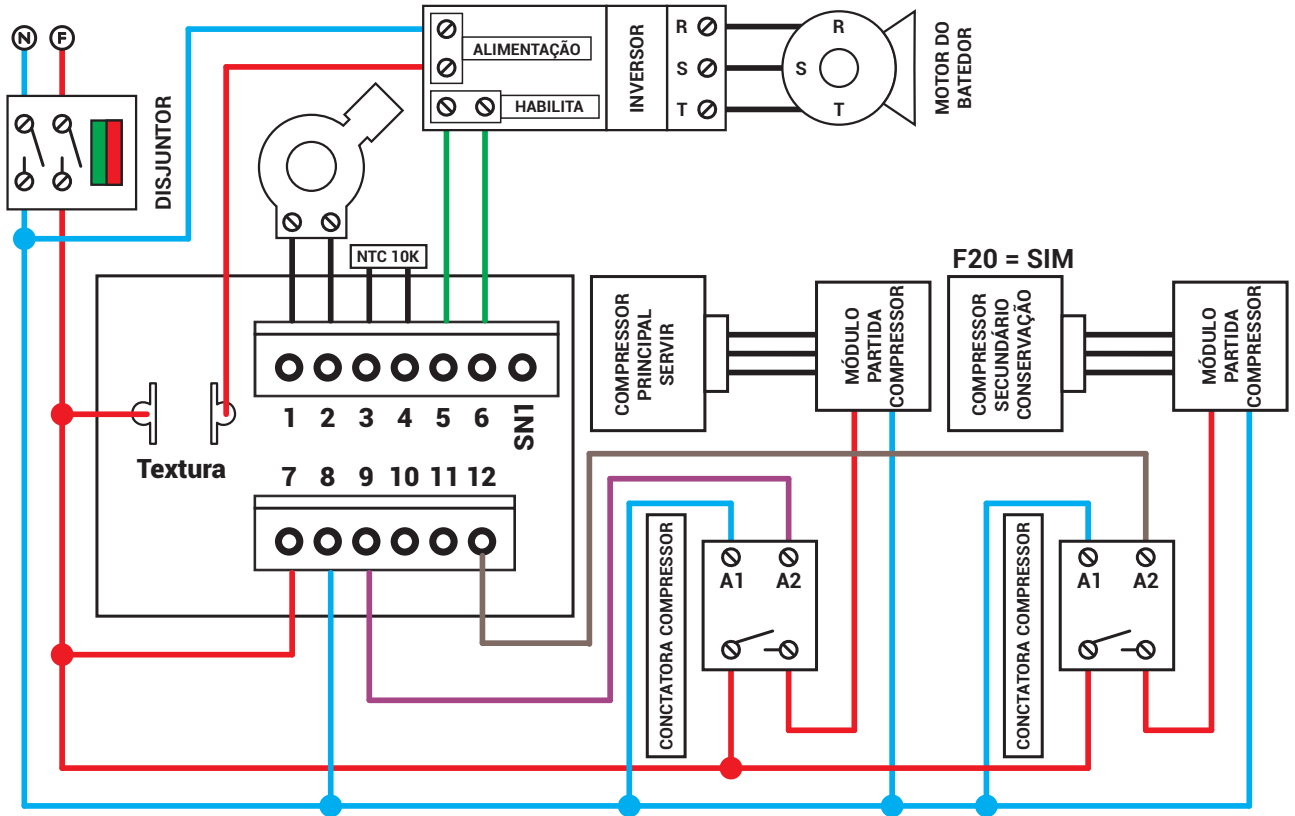 N F
DISJUNTOR
ALIMENTAÇÃO
HABILITA
INVERSOR
R
S
T
R
S
T
MOTOR DO
BATEDOR
NTC 10K
1 2 3 4 5 6 SN1
Textura
7 8 9 10 11 12
COMPRESSOR
PRINCIPAL
SERVIR
MÓDULO
PARTIDA
COMPRESSOR
F20 = SIM
COMPRESSOR
SECUNDÁRIO
CONSERVAÇÃO
MÓDULO
PARTIDA
COMPRESSOR
CONCTATORA COMPRESSOR
A1 A2
CONCTATORA COMPRESSOR
A1 A2